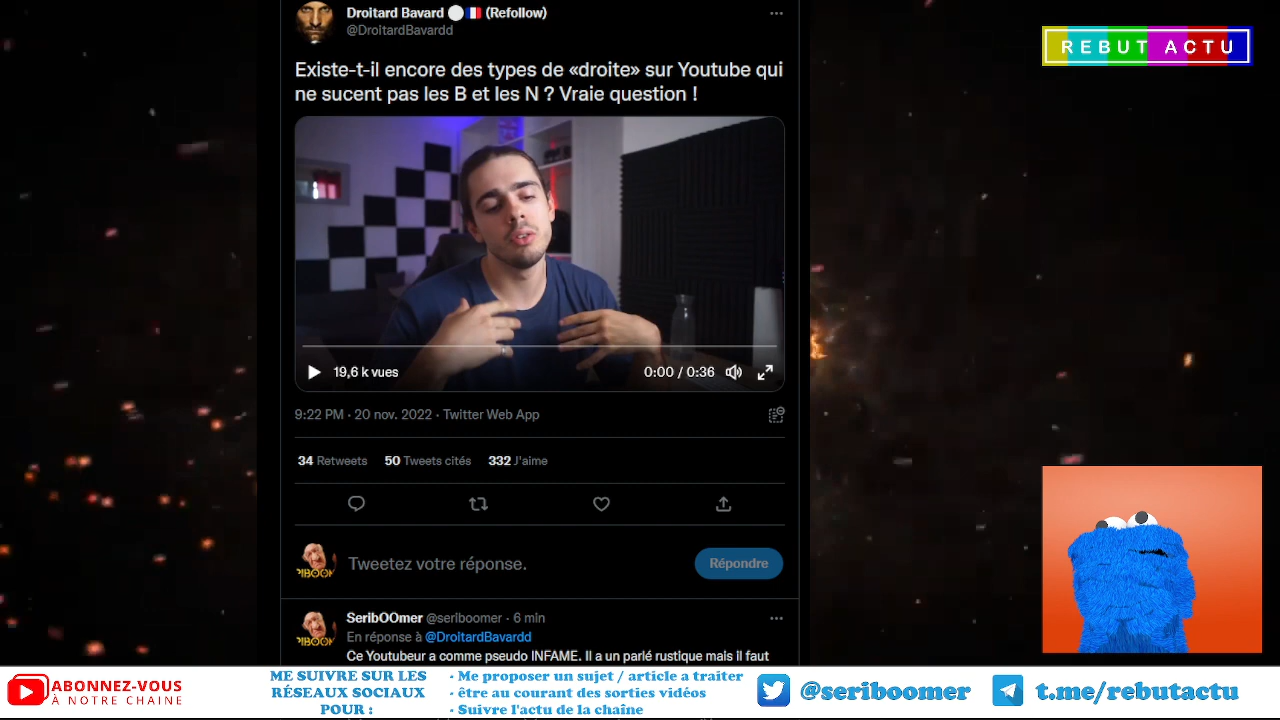 Droitard Bavard (Refollow)
@DroitardBavardd
REBUT ACTU
Existe-t-il encore des types de «droite» sur Youtube qui
ne sucent pas les B et les N ? Vraie question !
19,6 k vues
0:00 / 0:36
9:22 PM · 20 nov. 2022 · Twitter Web App
34 Retweets 50 Tweets cités 332 J'aime
Tweetez votre réponse.
Répondre
SeribOOmer @seriboomer · 6 min
En réponse à @DroitardBavardd
Ce Youtubeur a comme pseudo INFAME. Il a un parlé rustique mais il faut
ABONNEZ-VOUS
À NOTRE CHAINE
ME SUIVRE SUR LES
RÉSEAUX SOCIAUX
POUR :
- Me proposer un sujet / article a traiter
- être au courant des sorties vidéos
- Suivre l'actu de la chaîne
@seriboomer
t.me/rebutactu